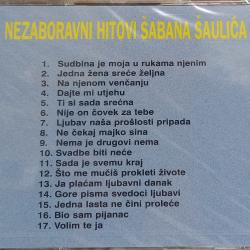 NEZABORAVNI HITOVI ŠABANA ŠAULIĆA
1. Sudbina je moja u rukama njenim
2. Jedna žena sreće željna
3. Na njenom venčanju
4. Dajte mi utjehu
5. Ti si sada srećna
6. Nije on čovek za tebe
7. Ljubav naša prošlosti pripada
8. Ne čekaj majko sina
9. Nema je drugovi nema
10. Svadbe biti neće
11. Sada je svemu kraj
12. Što me mučiš prokleti živote
13. Ja plaćam ljubavni danak
14. Gore pisma svedoci ljubavi
15. Jedna lasta ne čini proleće
16. Bio sam pijanac
17. Volim te ja